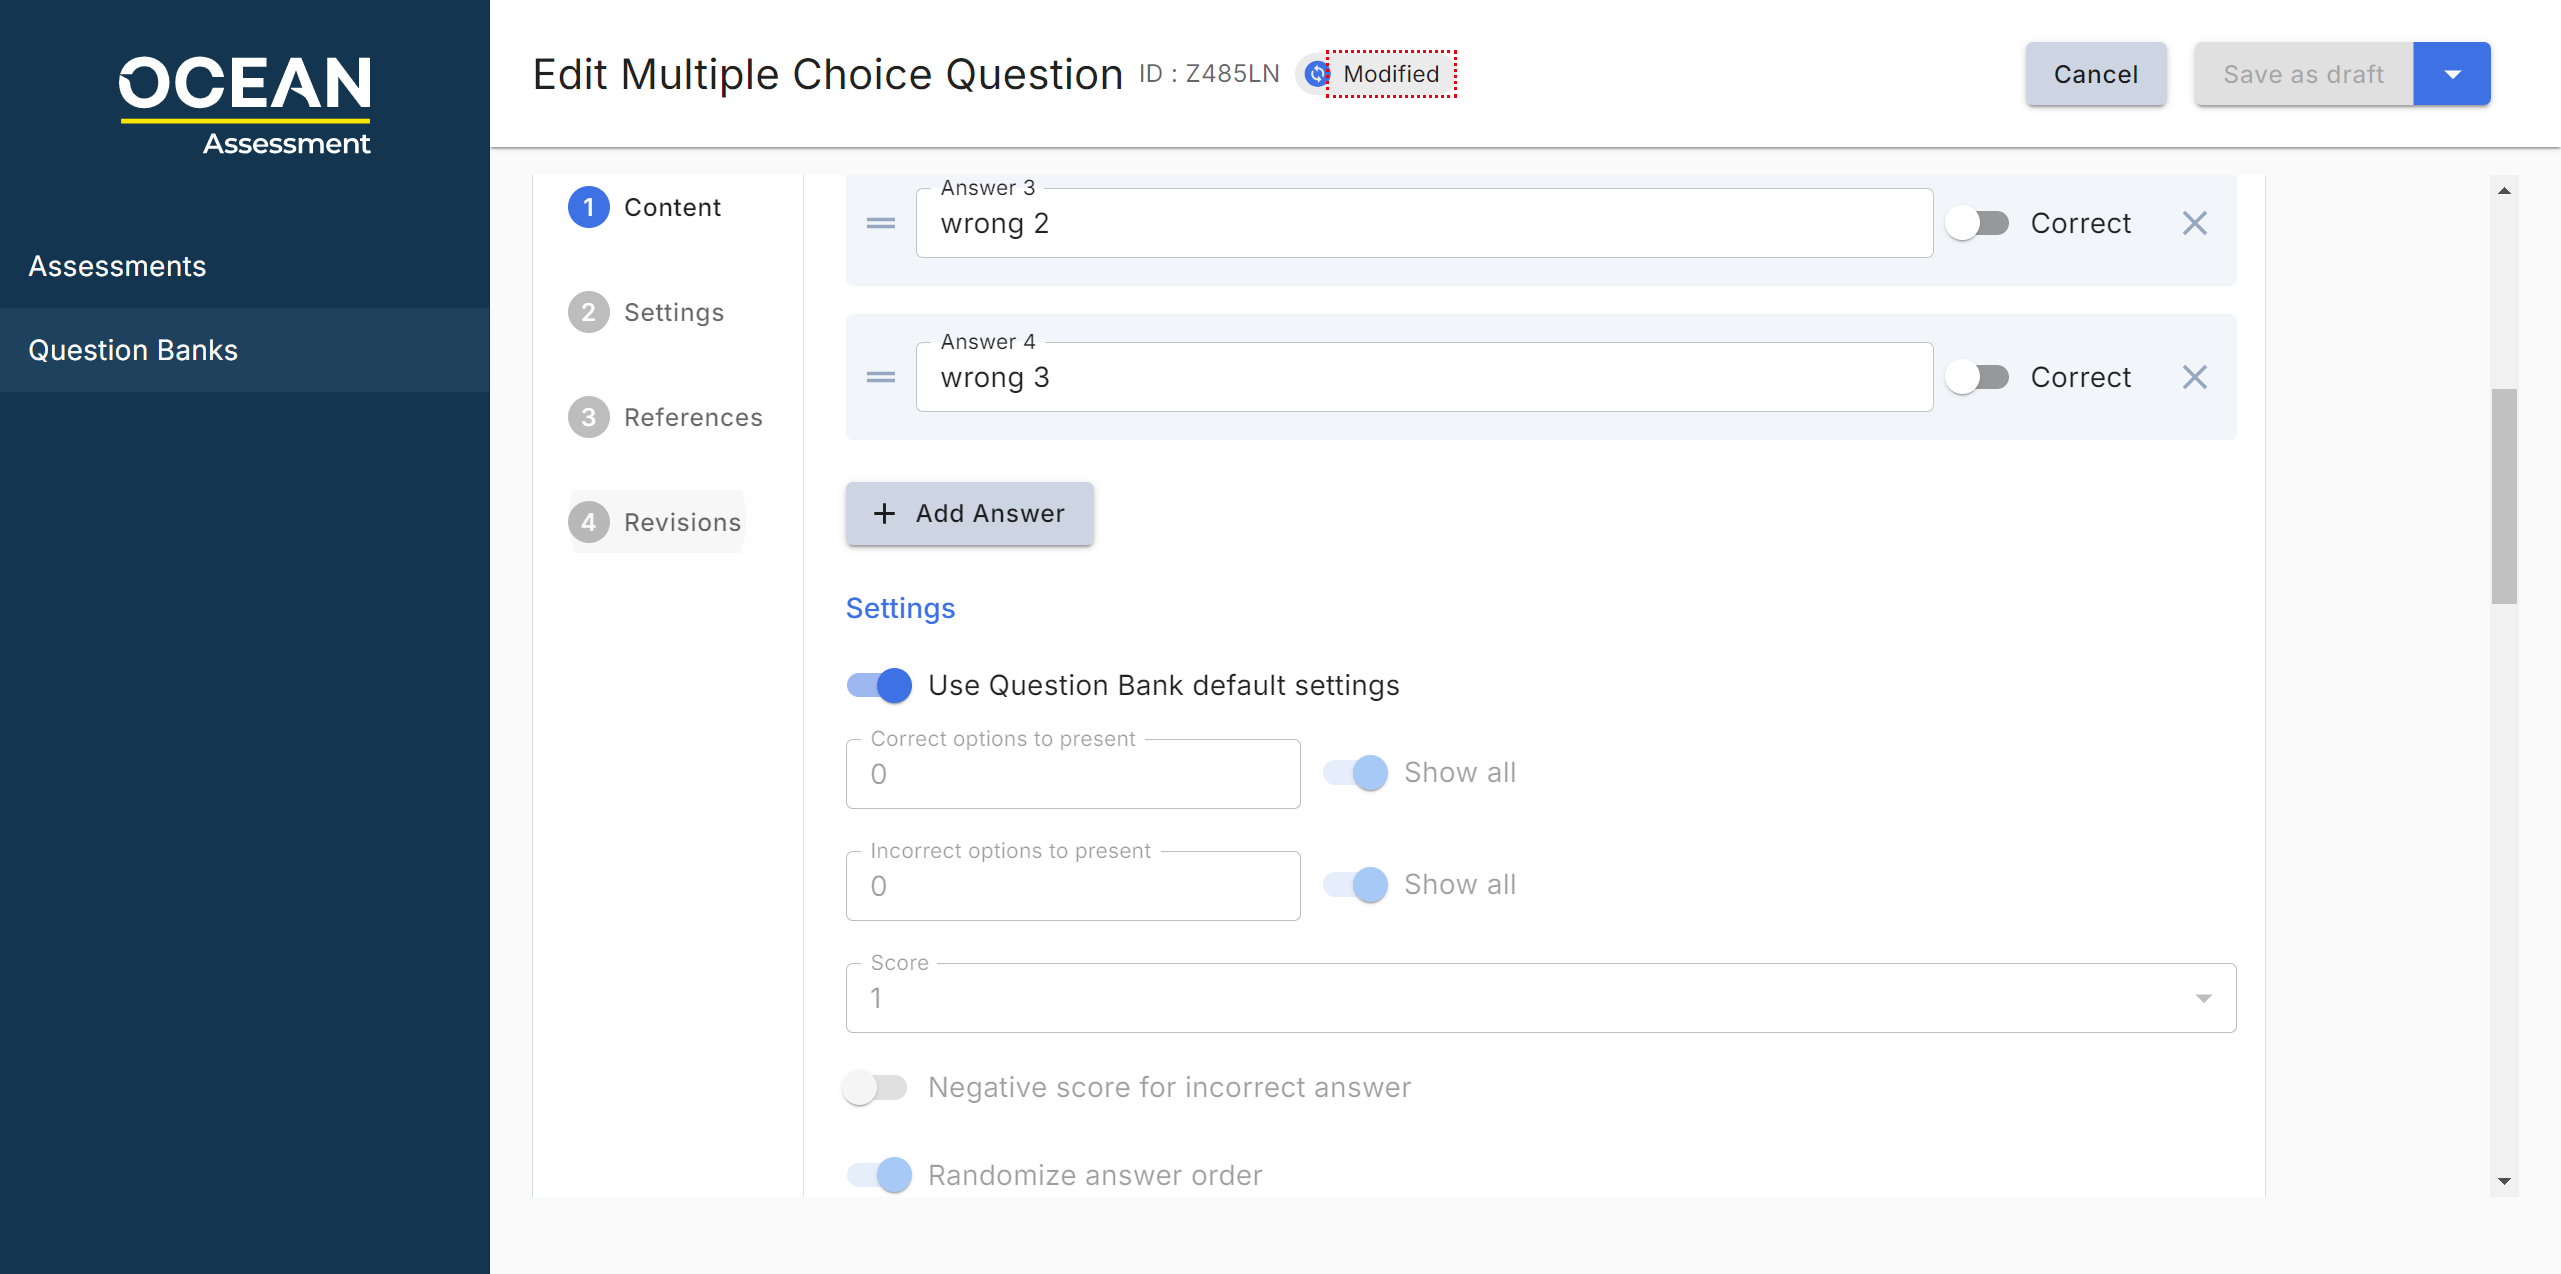 OCEAN
Assessment
Assessments
Question Banks
Edit Multiple Choice Question ID : Z485LN Modified
Cancel
Save as draft
1 Content
2 Settings
3 References
4 Revisions
Answer 3
wrong 2
Correct
Answer 4
wrong 3
Correct
Add Answer
Settings
Use Question Bank default settings
Correct options to present
0
Show all
Incorrect options to present
0
Show all
Score
1
Negative score for incorrect answer
Randomize answer order